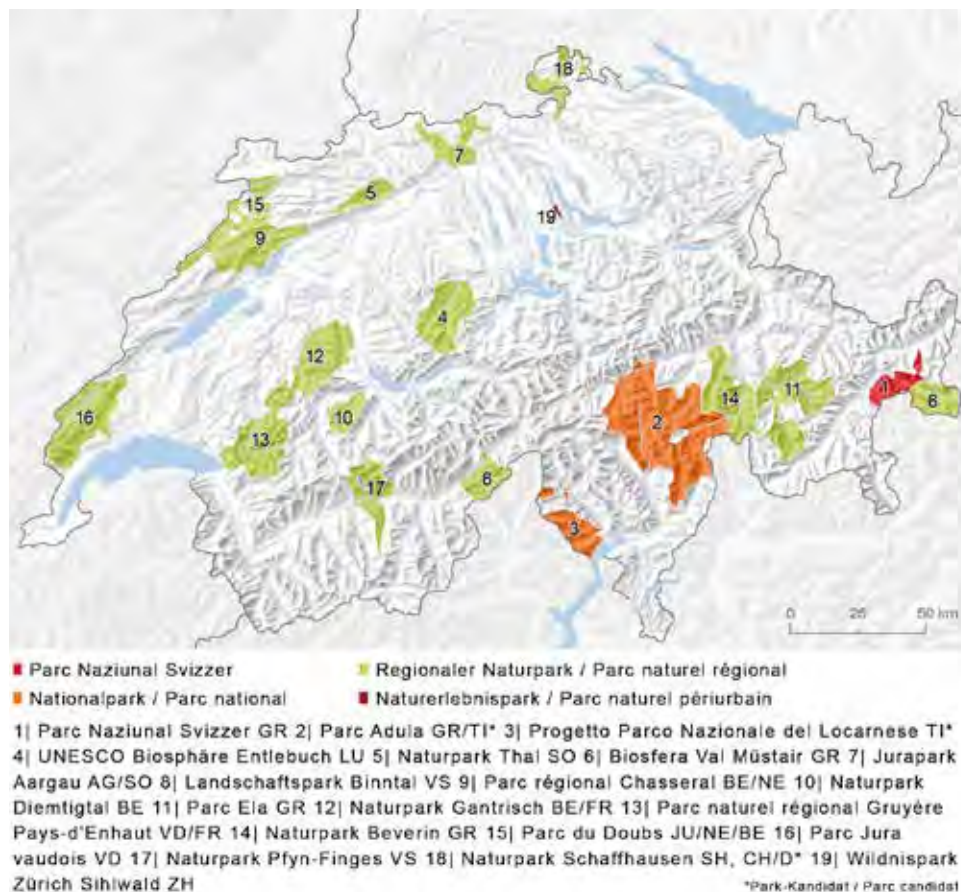 18
7
5
15
19
9
4
12
1
11
14
6
16
10
2
13
8
17
3
0 25 50 km
Parc Naziunal Svizzer
Regionaler Naturpark / Parc naturel régional
Nationalpark / Parc national
Naturerlebnispark / Parc naturel périurbain
1| Parc Naziunal Svizzer GR 2| Parc Adula GR/TI* 3| Progetto Parco Nazionale del Locarnese TI*
4| UNESCO Biosphäre Entlebuch LU 5| Naturpark Thal SO 6| Biosfera Val Müstair GR 7| Jurapark
Aargau AG/SO 8| Landschaftspark Binntal VS 9| Parc régional Chasseral BE/NE 10| Naturpark
Diemtigtal BE 11| Parc Ela GR 12| Naturpark Gantrisch BE/FR 13| Parc naturel régional Gruyère
Pays-d'Enhaut VD/FR 14| Naturpark Beverin GR 15| Parc du Doubs JU/NE/BE 16| Parc Jura
vaudois VD 17| Naturpark Pfyn-Finges VS 18| Naturpark Schaffhausen SH, CH/D* 19| Wildnispark
Zürich Sihlwald ZH
*Park-Kandidat / Parc candidat